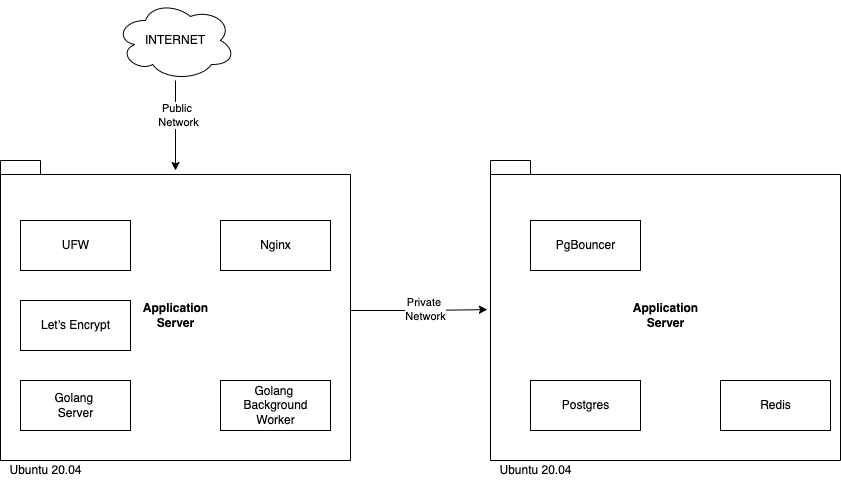 INTERNET
Public
Network
UFW
Nginx
Let's Encrypt
Application
Server
Golang
Server
Golang
Background
Worker
Ubuntu 20.04
Private
Network
PgBouncer
Application
Server
Postgres
Redis
Ubuntu 20.04